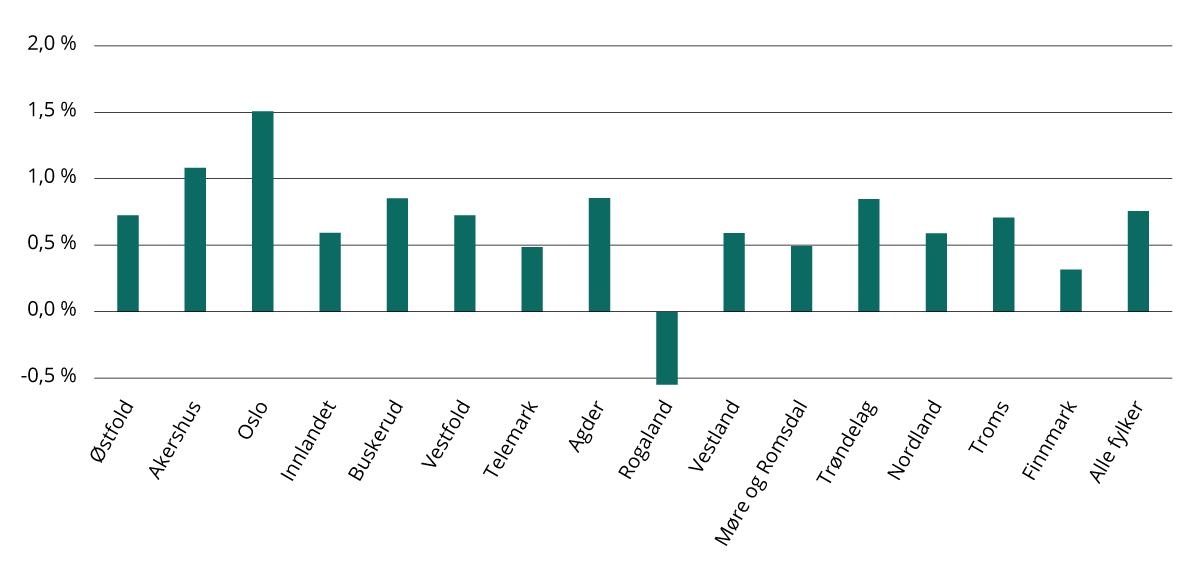 2,0 %
1,5 %
1,0 %
0,5 %
0,0 %
-0,5 %
Østfold
Akershus
Oslo
Innlandet
Buskerud
Vestfold
Telemark
Agder
Rogaland
Vestland
Møre og Romsdal
Trøndelag
Nordland
Troms
Finnmark
Alle fylker